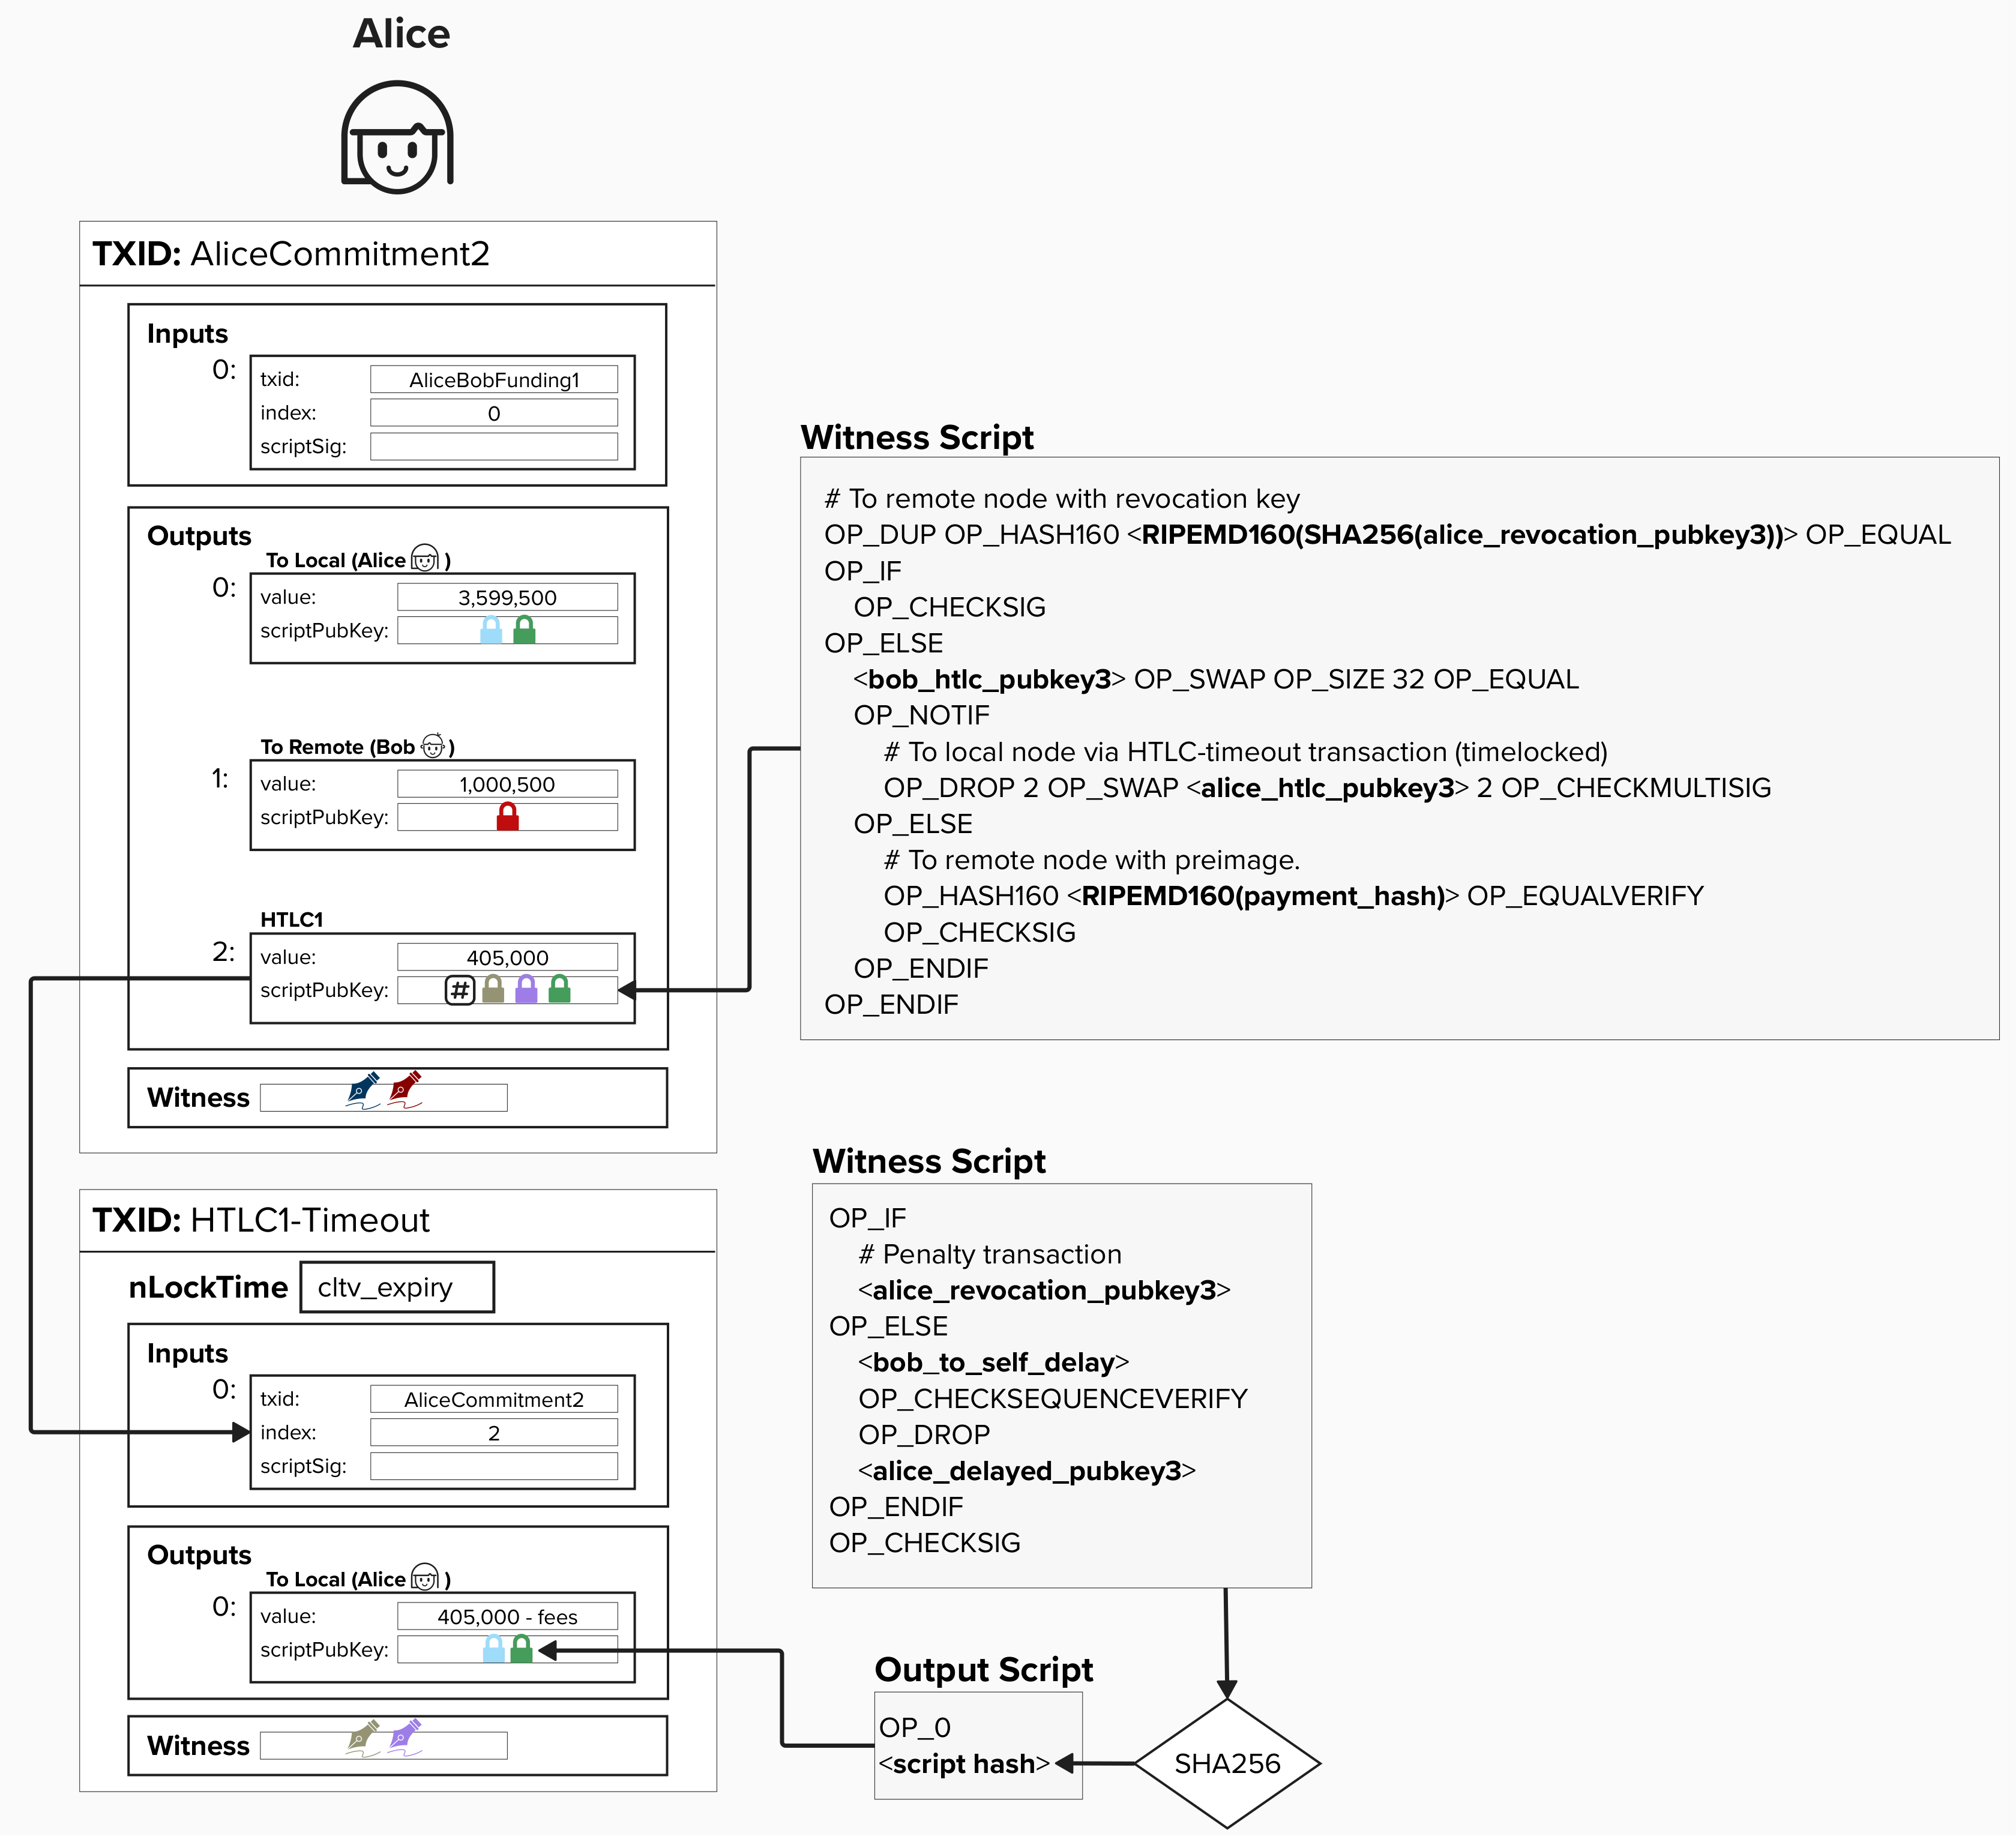 Alice
TXID: AliceCommitment2
Inputs
0:
txid: AliceBobFunding1
index: 0
scriptSig:
Outputs
To Local (Alice )
0:
value: 3,599,500
scriptPubKey:
To Remote (Bob )
1:
value: 1,000,500
scriptPubKey:
HTLC1
2:
value: 405,000
scriptPubKey: #
Witness
Witness Script
# To remote node with revocation key
OP_DUP OP_HASH160 <RIPEMD160(SHA256(alice_revocation_pubkey3))> OP_EQUAL
OP_IF
OP_CHECKSIG
OP_ELSE
<bob_htlc_pubkey3> OP_SWAP OP_SIZE 32 OP_EQUAL
OP_NOTIF
# To local node via HTLC-timeout transaction (timelocked)
OP_DROP 2 OP_SWAP <alice_htlc_pubkey3> 2 OP_CHECKMULTISIG
OP_ELSE
# To remote node with preimage.
OP_HASH160 <RIPEMD160(payment_hash)> OP_EQUALVERIFY
OP_CHECKSIG
OP_ENDIF
OP_ENDIF
TXID: HTLC1-Timeout
nLockTime cltv_expiry
Inputs
0:
txid: AliceCommitment2
index: 2
scriptSig:
Outputs
To Local (Alice )
0:
value: 405,000 - fees
scriptPubKey:
Witness
Witness Script
OP_IF
# Penalty transaction
<alice_revocation_pubkey3>
OP_ELSE
<bob_to_self_delay>
OP_CHECKSEQUENCEVERIFY
OP_DROP
<alice_delayed_pubkey3>
OP_ENDIF
OP_CHECKSIG
Output Script
OP_0
<script hash>
SHA256